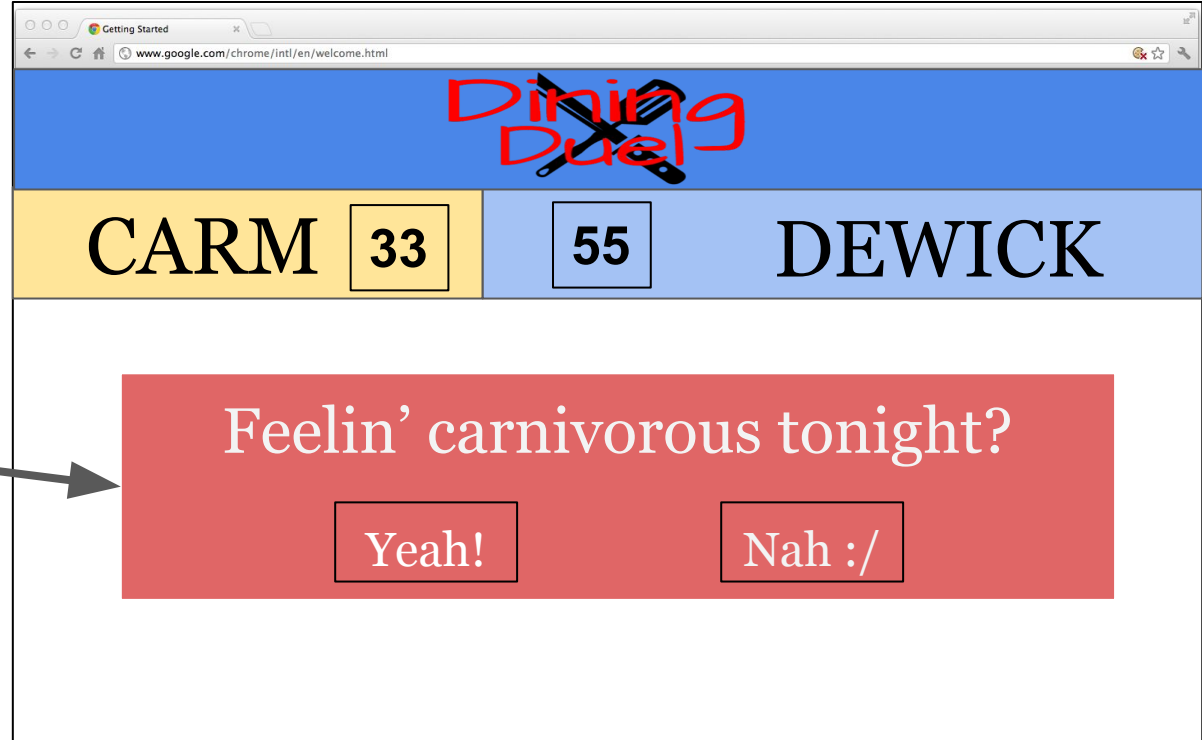 Getting Started
www.google.com/chrome/intl/en/welcome.html
Dining
Duel
CARM 33 55 DEWICK
Feelin’ carnivorous tonight?
Yeah! Nah :/